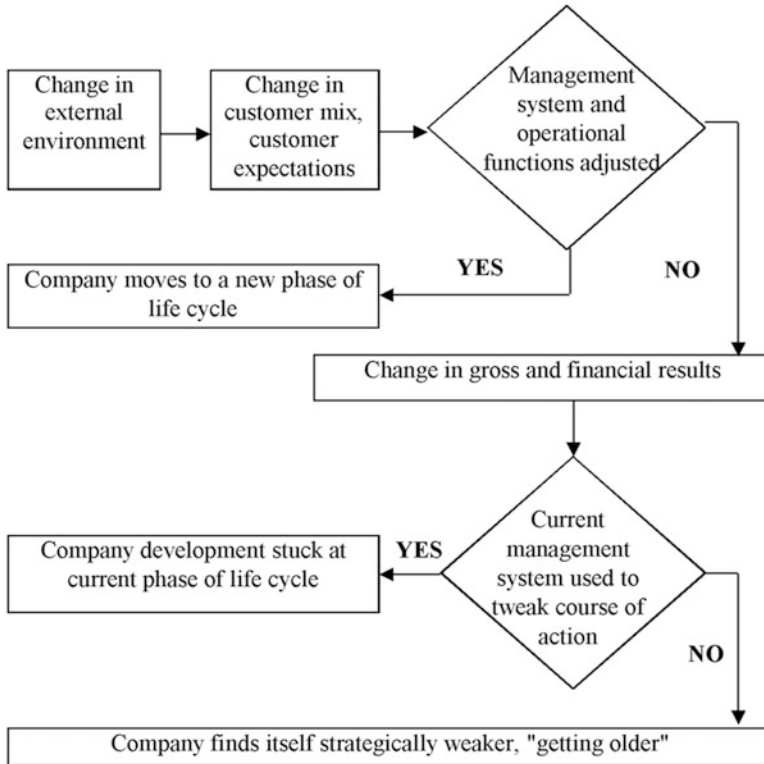 Change in
external
environment
Change in
customer mix,
customer
expectations
Management
system and
operational
functions adjusted
YES
NO
Company moves to a new phase of
life cycle
Change in gross and financial results
Current
management
system used to
tweak course of
action
YES
NO
Company development stuck at
current phase of life cycle
Company finds itself strategically weaker, "getting older"